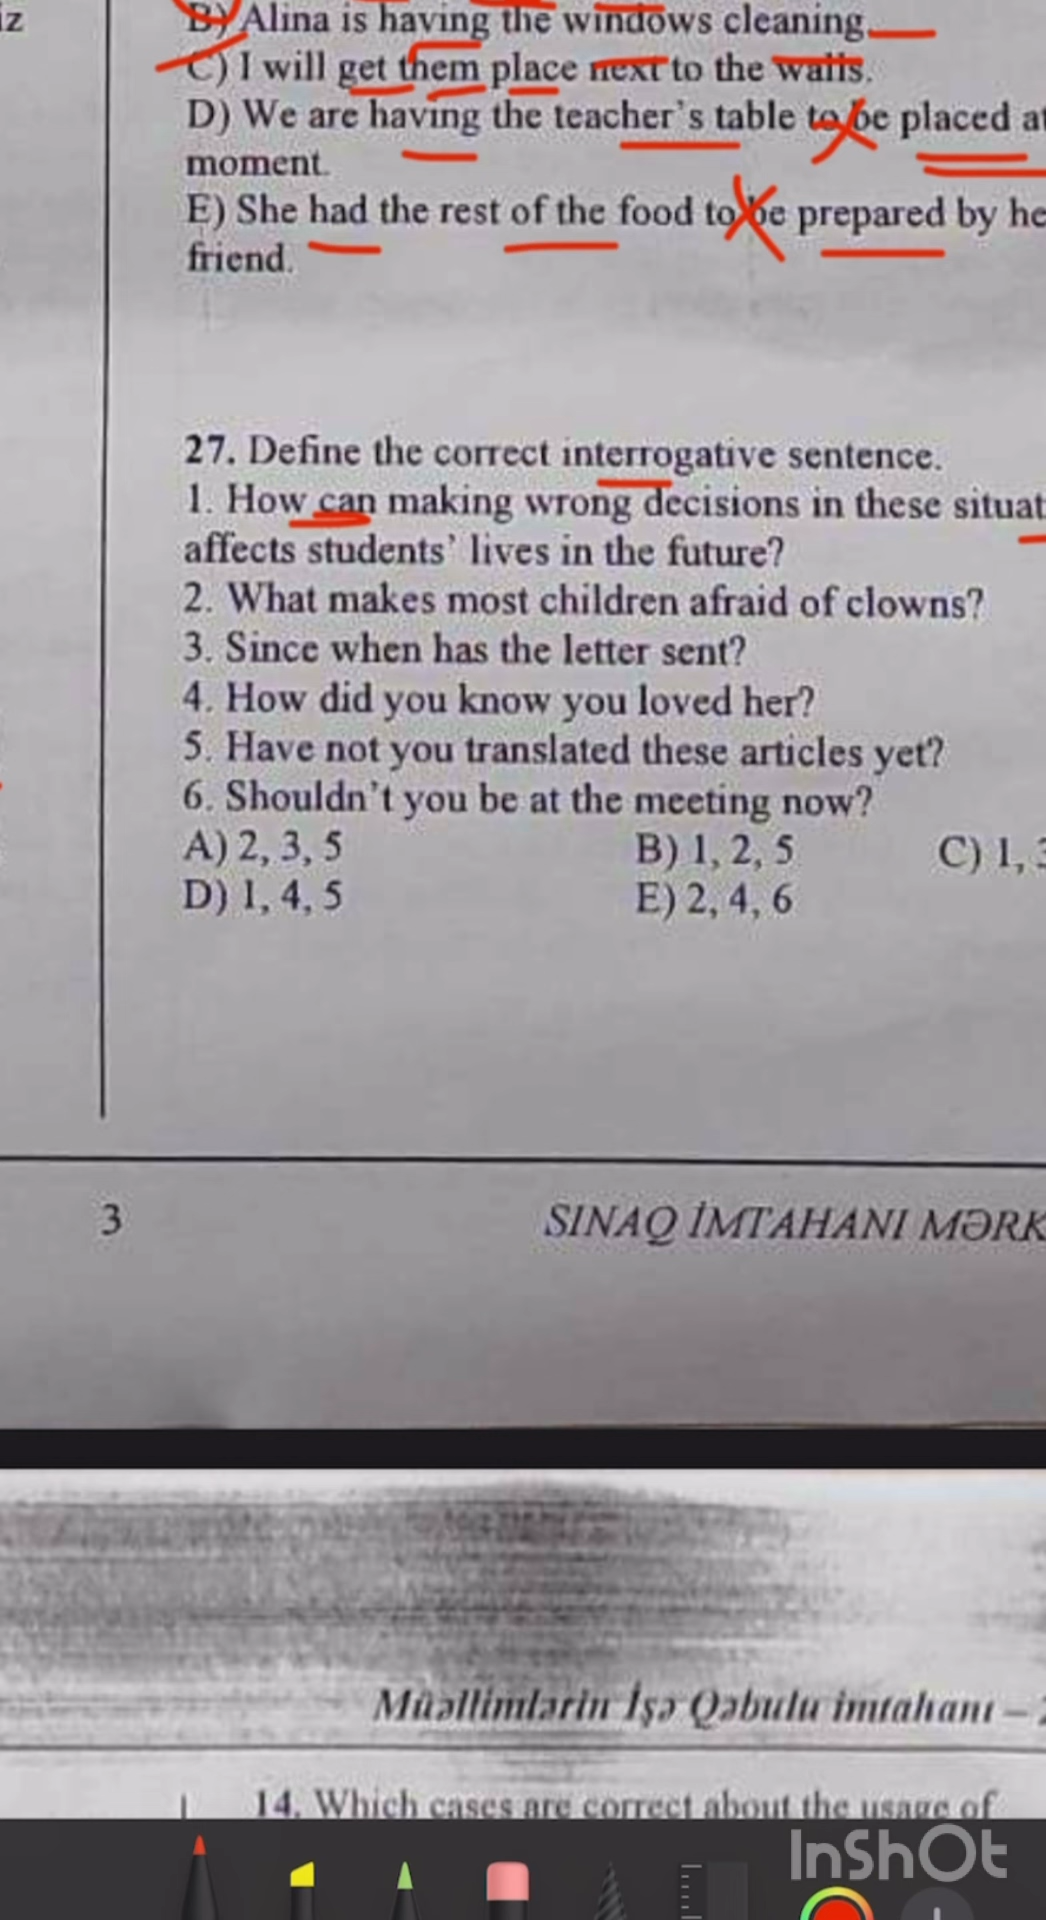 iz
B) Alina is having the windows cleaning.
C) I will get them place next to the walls.
D) We are having the teacher's table to be placed at
moment.
E) She had the rest of the food to be prepared by he
friend.
27. Define the correct interrogative sentence.
1. How can making wrong decisions in these situat
affects students' lives in the future?
2. What makes most children afraid of clowns?
3. Since when has the letter sent?
4. How did you know you loved her?
5. Have not you translated these articles yet?
6. Shouldn't you be at the meeting now?
A) 2, 3, 5 B) 1, 2, 5 C) 1, 3
D) 1, 4, 5 E) 2, 4, 6
3 SINAQ İMTAHANI MƏRK
Müəllimlərin İşə Qəbulu imtahanı –
14. Which cases are correct about the usage of
InShOt